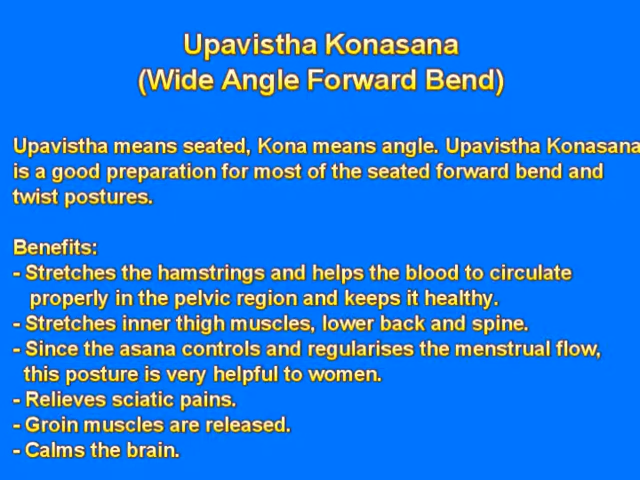 Upavistha Konasana
(Wide Angle Forward Bend)
Upavistha means seated, Kona means angle. Upavistha Konasana
is a good preparation for most of the seated forward bend and
twist postures.
Benefits:
- Stretches the hamstrings and helps the blood to circulate
properly in the pelvic region and keeps it healthy.
- Stretches inner thigh muscles, lower back and spine.
- Since the asana controls and regularises the menstrual flow,
this posture is very helpful to women.
- Relieves sciatic pains.
- Groin muscles are released.
- Calms the brain.